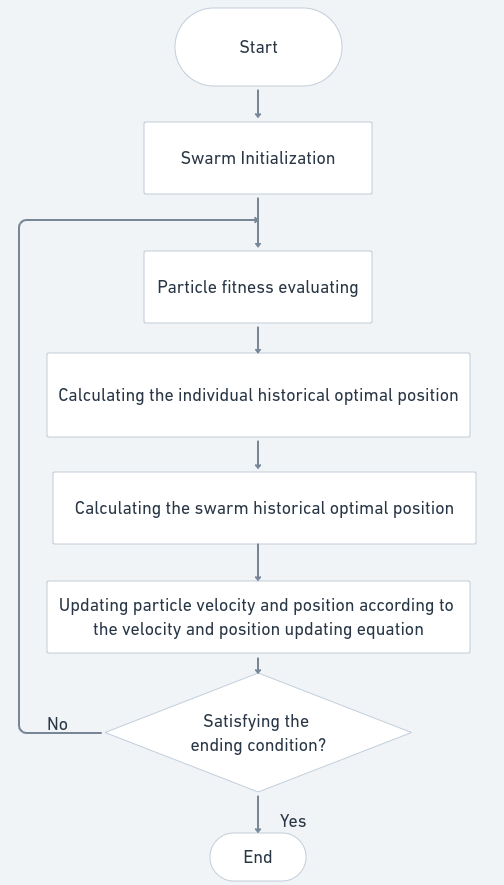 Start
Swarm Initialization
Particle fitness evaluating
Calculating the individual historical optimal position
Calculating the swarm historical optimal position
Updating particle velocity and position according to
the velocity and position updating equation
Satisfying the
ending condition?
No
Yes
End